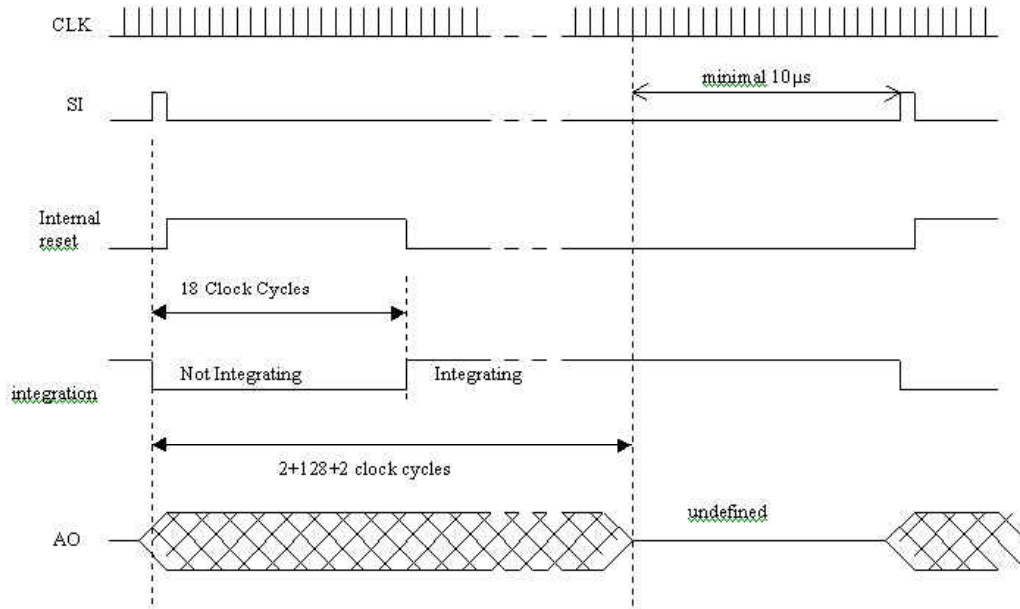 CLK
minimal 10µs
SI
Internal
reset
18 Clock Cycles
Not Integrating
Integrating
integration
2+128+2 clock cycles
undefined
AO